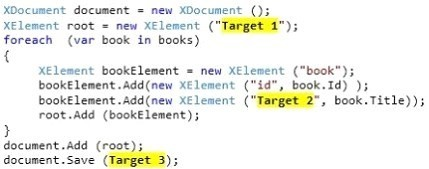 XDocument document = new XDocument ();
XElement root = new XElement ("Target 1");
foreach (var book in books)
{
XElement bookElement = new XElement ("book");
bookElement.Add(new XElement ("id", book.Id) );
bookElement.Add(new XElement ("Target 2", book.Title));
root.Add (bookElement);
}
document.Add (root);
document.Save (Target 3);